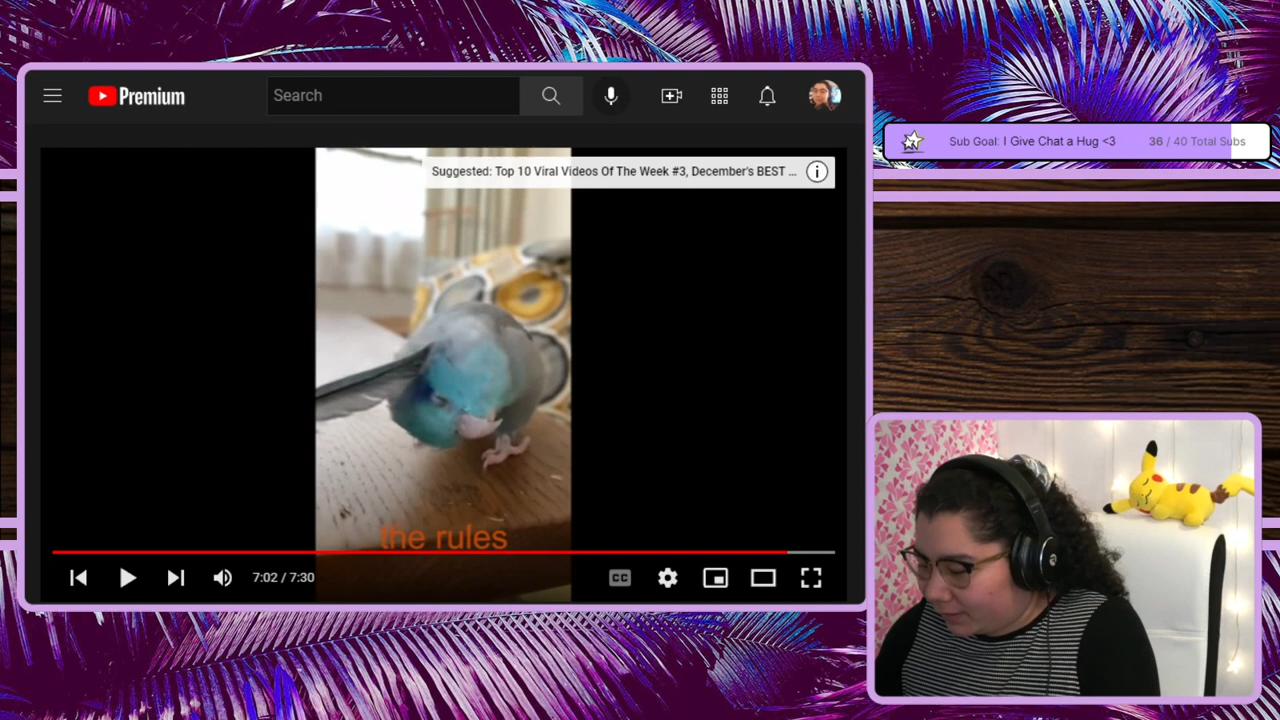 Premium
Search
Suggested: Top 10 Viral Videos Of The Week #3, December's BEST ...
Sub Goal: I Give Chat a Hug <3 36 / 40 Total Subs
the rules
7:02 / 7:30
CC